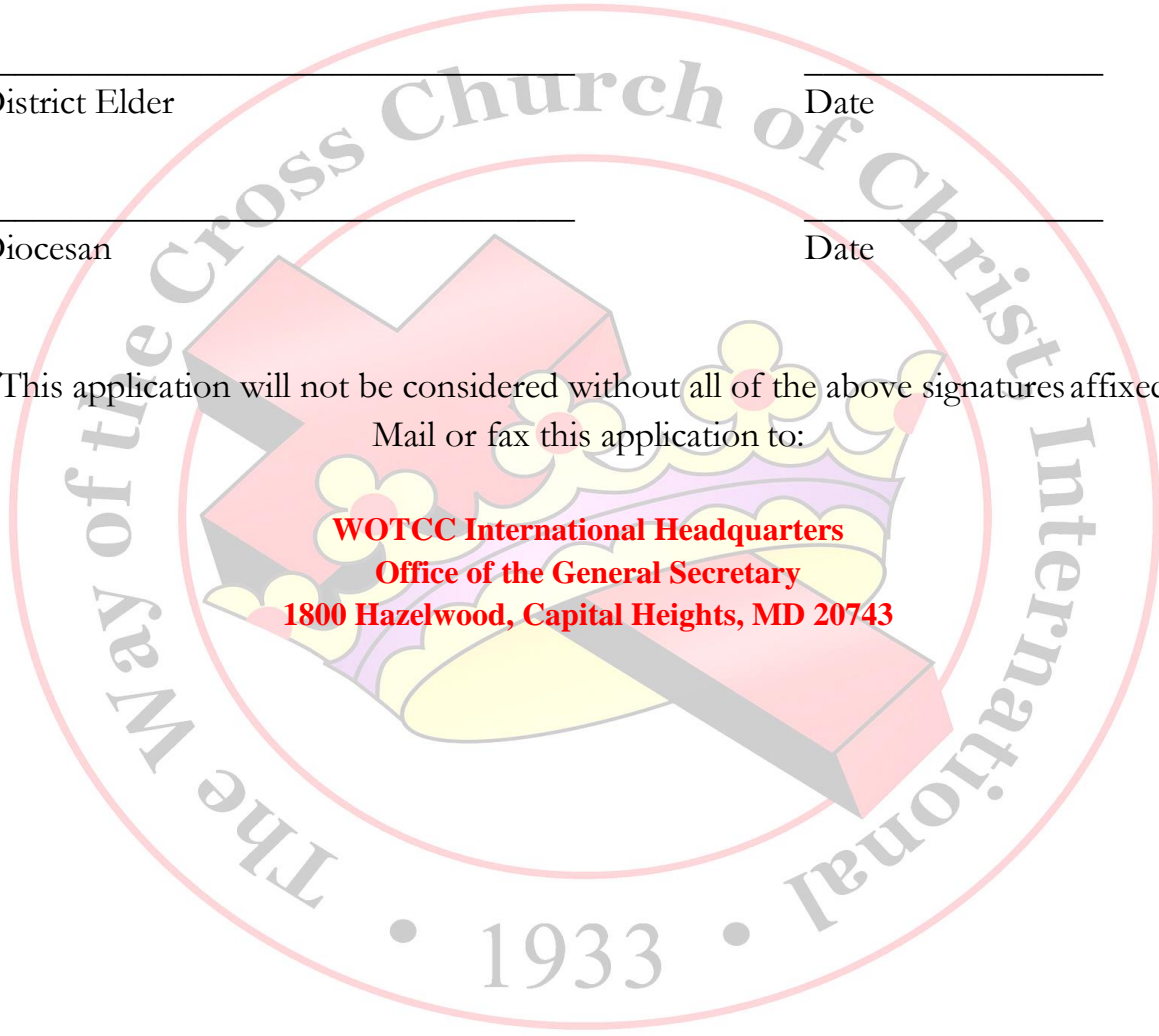 District Elder Date
Diocesan Date
This application will not be considered without all of the above signatures affixed
Mail or fax this application to:
WOTCC International Headquarters
Office of the General Secretary
1800 Hazelwood, Capital Heights, MD 20743
The Way of the Cross Church of Christ International
• 1933 •